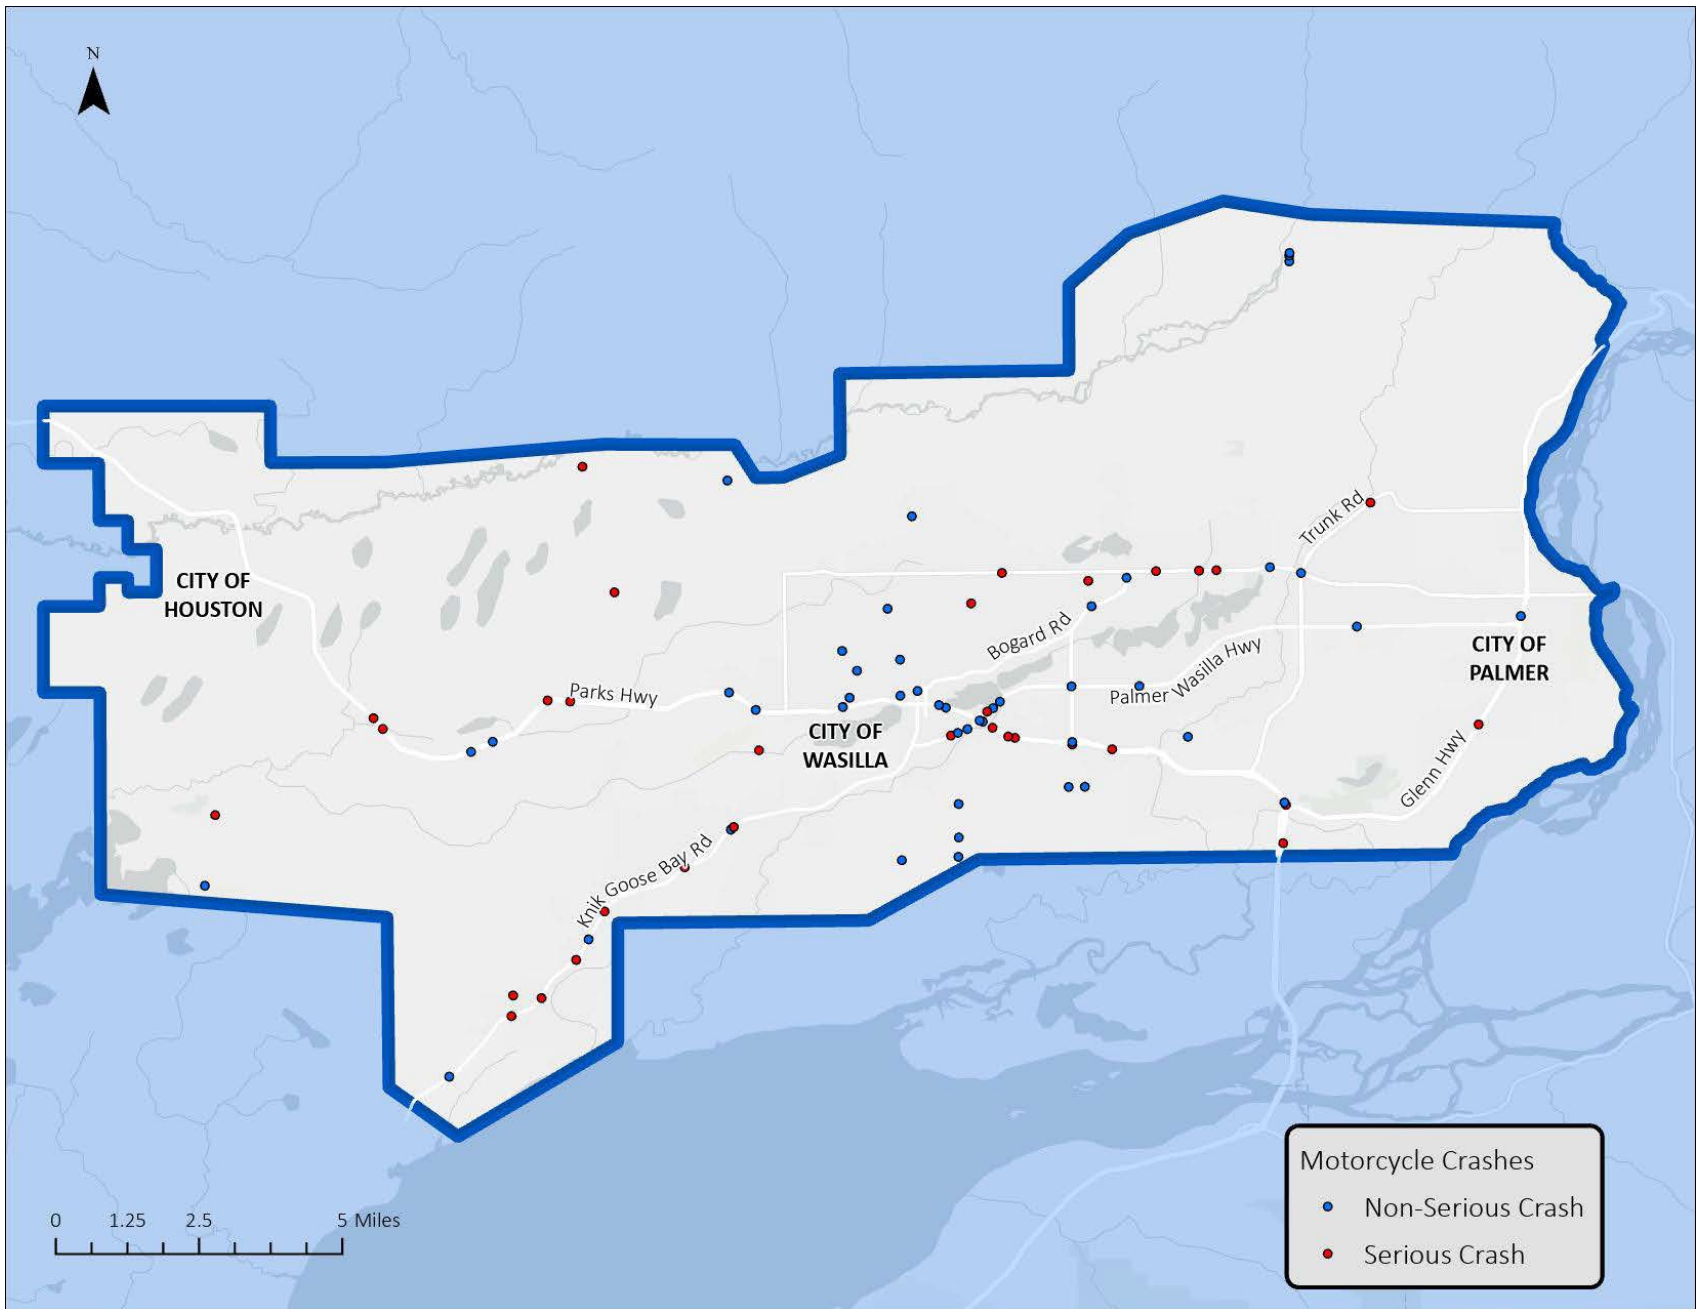 N
Trunk Rd
CITY OF
HOUSTON
Bogard Rd
CITY OF
PALMER
Palmer Wasilla Hwy
Parks Hwy
CITY OF
WASILLA
Glenn Hwy
Knik Goose Bay Rd
Motorcycle Crashes
Non-Serious Crash
Serious Crash
0 1.25 2.5 5 Miles